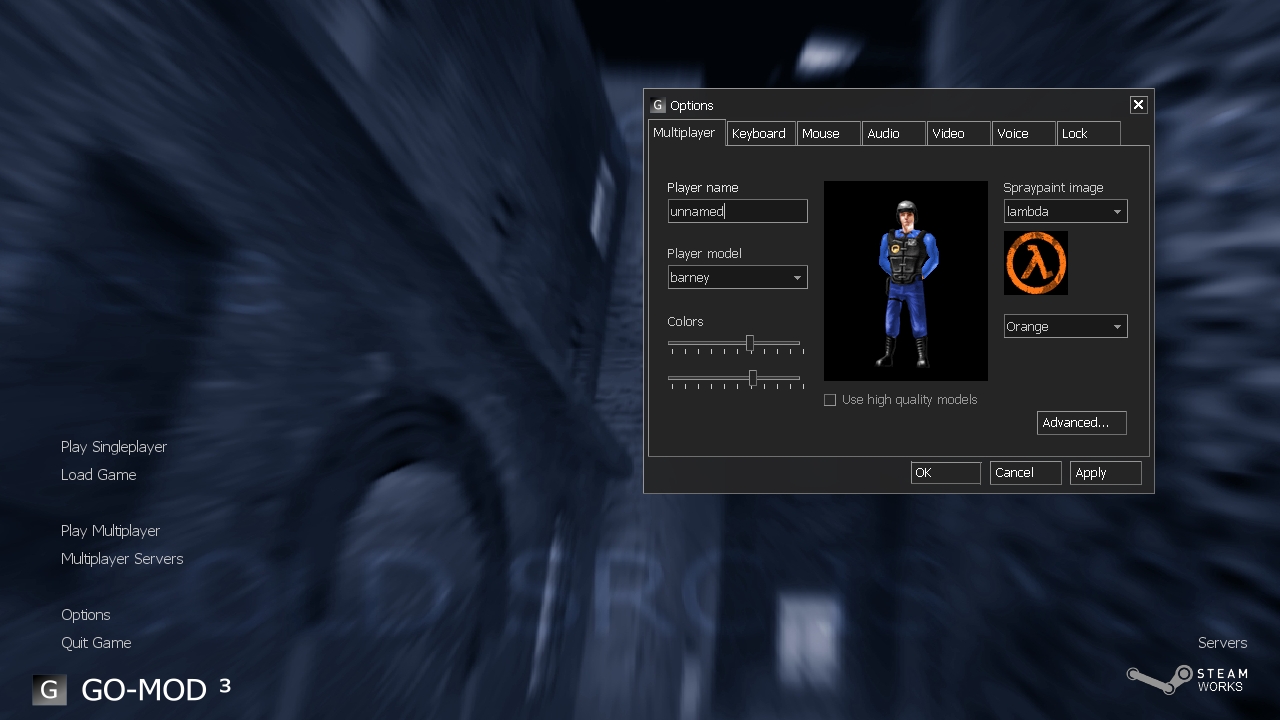 G Options
Multiplayer Keyboard Mouse Audio Video Voice Lock
Player name
unnamed
Player model
barney
Colors
Spraypaint image
lambda
Orange
Use high quality models
Advanced...
OK Cancel Apply
Play Singleplayer
Load Game
Play Multiplayer
Multiplayer Servers
Options
Quit Game
G GO-MOD ³
Servers
STEAM
WORKS